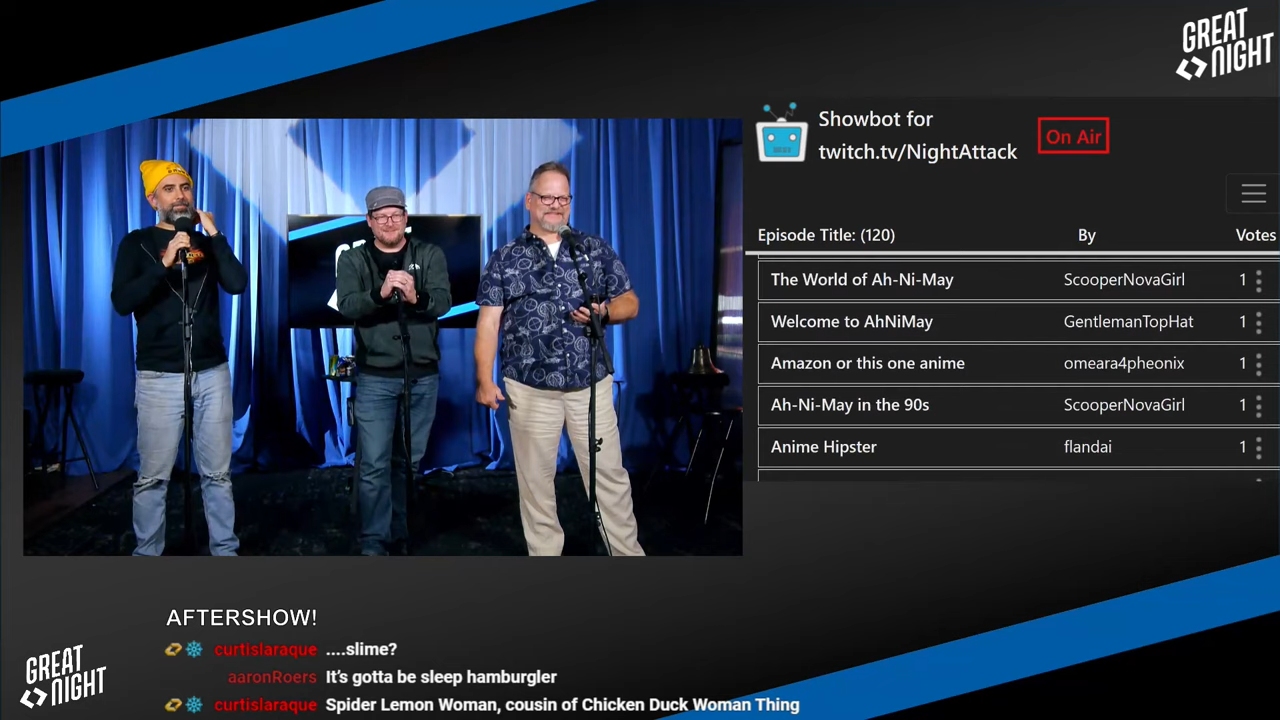 GREAT
NIGHT
Showbot for
twitch.tv/NightAttack
On Air
Episode Title: (120) By Votes
The World of Ah-Ni-May ScooperNovaGirl 1
Welcome to AhNiMay GentlemanTopHat 1
Amazon or this one anime omeara4pheonix 1
Ah-Ni-May in the 90s ScooperNovaGirl 1
Anime Hipster flandai 1
AFTERSHOW!
curtislaraque ....slime?
aaronRoers It's gotta be sleep hamburgler
curtislaraque Spider Lemon Woman, cousin of Chicken Duck Woman Thing
GREAT
NIGHT